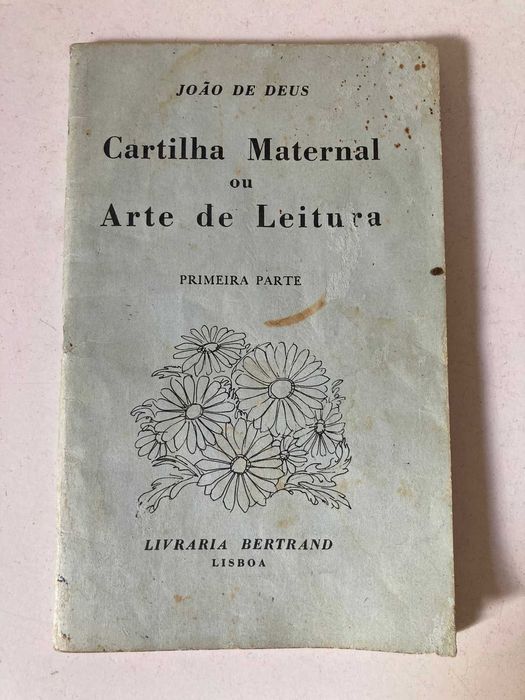 JOÃO DE DEUS
Cartilha Maternal
ou
Arte de Leitura
PRIMEIRA PARTE
LIVRARIA BERTRAND
LISBOA